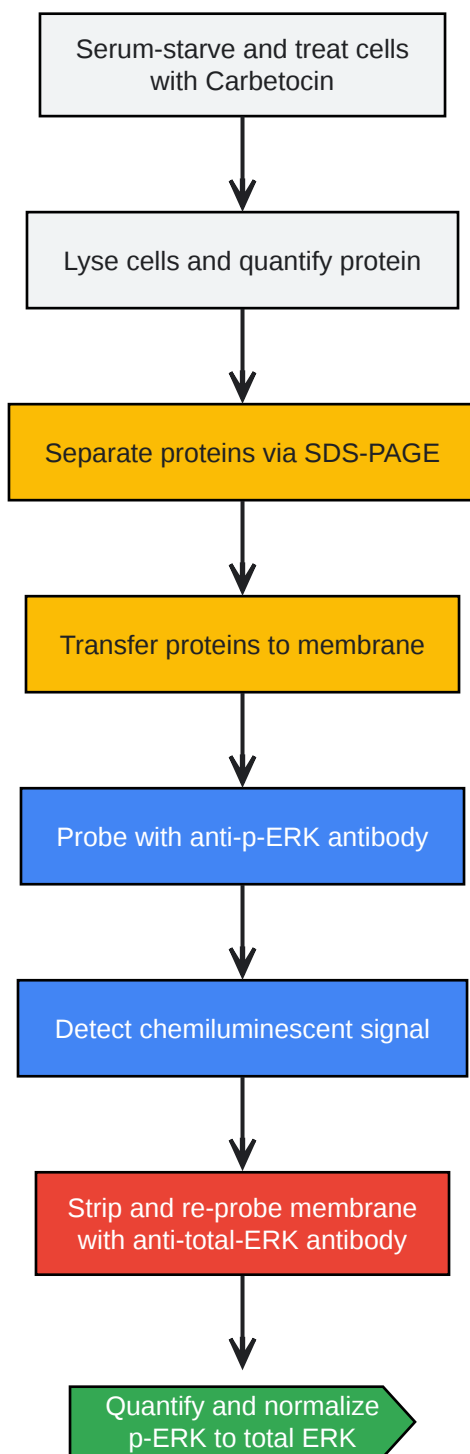 Serum-starve and treat cells
with Carbetocin
Lyse cells and quantify protein
Separate proteins via SDS-PAGE
Transfer proteins to membrane
Probe with anti-p-ERK antibody
Detect chemiluminescent signal
Strip and re-probe membrane
with anti-total-ERK antibody
Quantify and normalize
p-ERK to total ERK